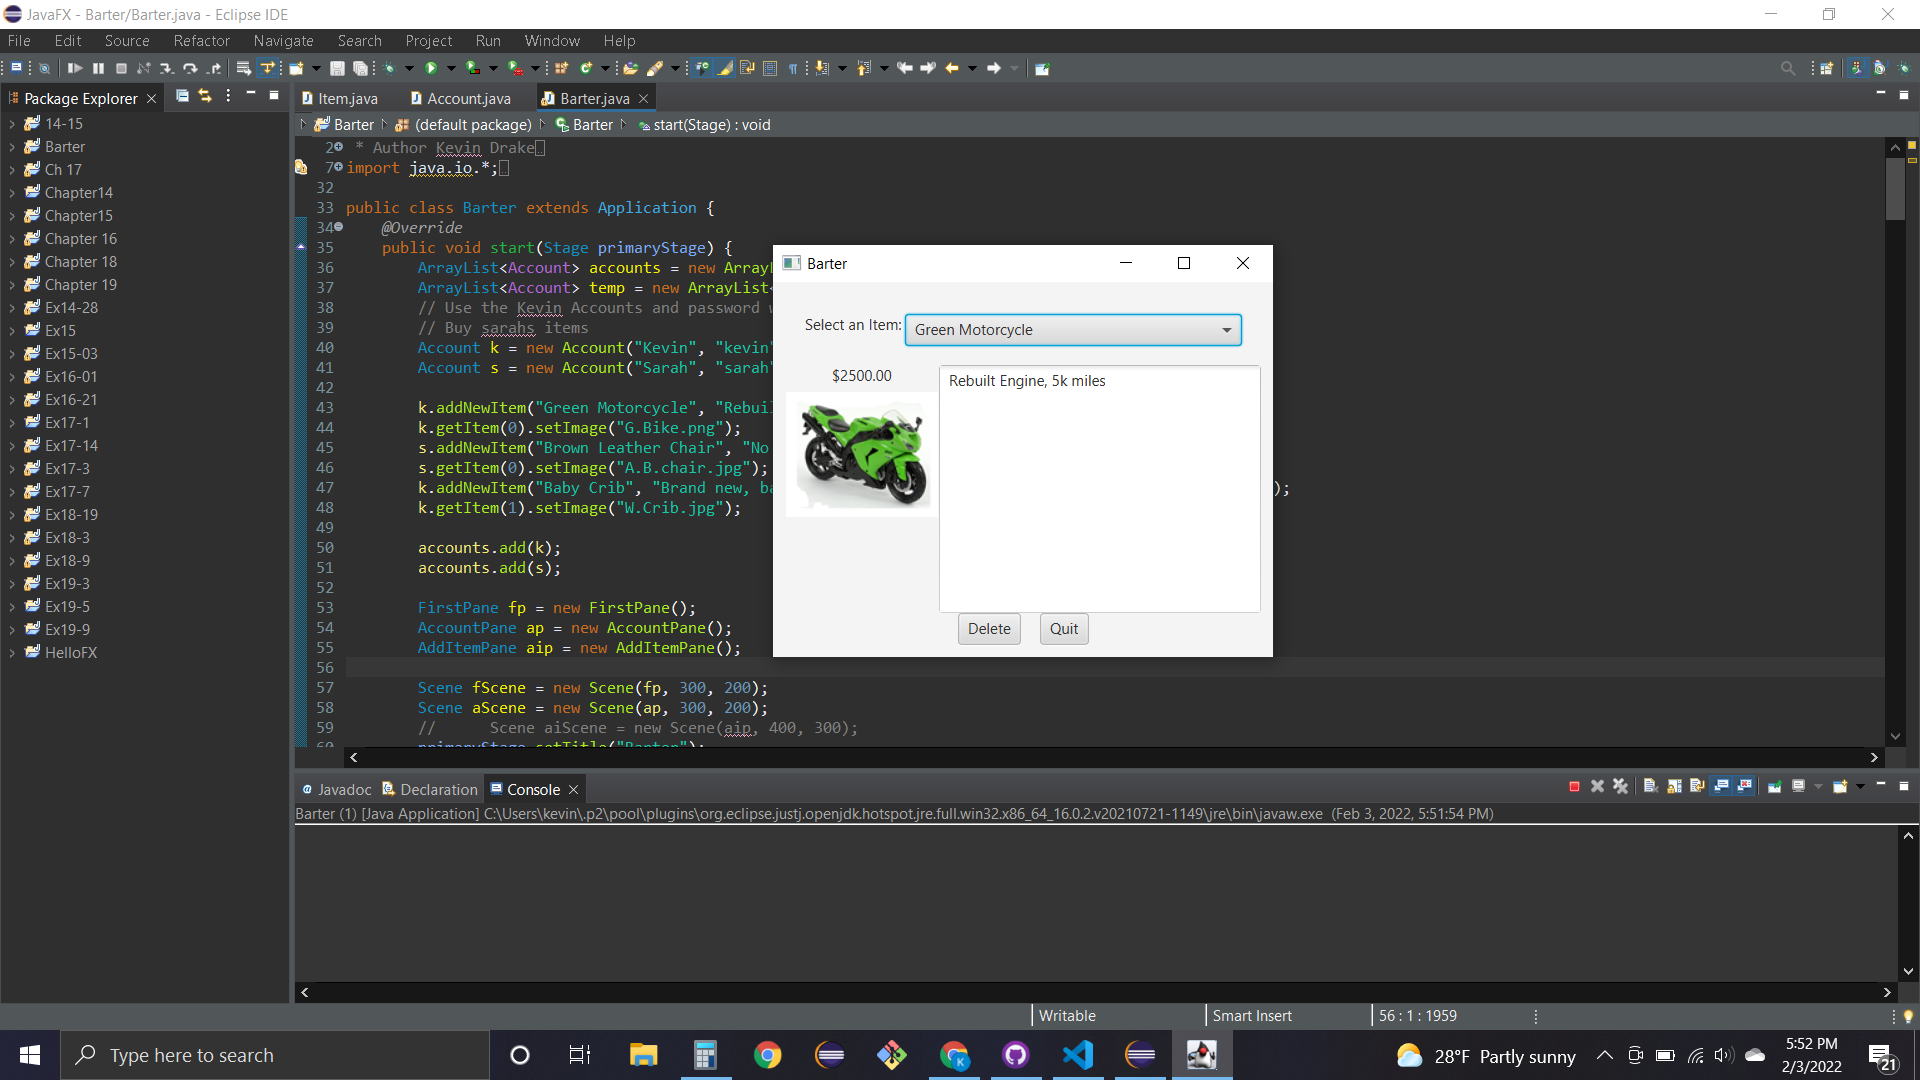 JavaFX - Barter/Barter.java - Eclipse IDE
File Edit Source Refactor Navigate Search Project Run Window Help
Package Explorer
14-15
Barter
Ch 17
Chapter14
Chapter15
Chapter 16
Chapter 18
Chapter 19
Ex14-28
Ex15
Ex15-03
Ex16-01
Ex16-21
Ex17-1
Ex17-14
Ex17-3
Ex17-7
Ex18-19
Ex18-3
Ex18-9
Ex19-3
Ex19-5
Ex19-9
HelloFX
Item.java Account.java Barter.java
Barter (default package) Barter start(Stage) : void
2 * Author Kevin Drake
7 import java.io.*;
32
33 public class Barter extends Application {
34 @Override
35 public void start(Stage primaryStage) {
36 ArrayList<Account> accounts = new Array
37 ArrayList<Account> temp = new ArrayList<
38 // Use the Kevin Accounts and password
39 // Buy sarahs items
40 Account k = new Account("Kevin", "kevin"
41 Account s = new Account("Sarah", "sarah"
42
43 k.addNewItem("Green Motorcycle", "Rebuil
44 k.getItem(0).setImage("G.Bike.png");
45 s.addNewItem("Brown Leather Chair", "No
46 s.getItem(0).setImage("A.B.chair.jpg");
47 k.addNewItem("Baby Crib", "Brand new, ba );
48 k.getItem(1).setImage("W.Crib.jpg");
49
50 accounts.add(k);
51 accounts.add(s);
52
53 FirstPane fp = new FirstPane();
54 AccountPane ap = new AccountPane();
55 AddItemPane aip = new AddItemPane();
56
57 Scene fScene = new Scene(fp, 300, 200);
58 Scene aScene = new Scene(ap, 300, 200);
59 // Scene aiScene = new Scene(aip, 400, 300);
60 primaryStage.setTitle("Barter");
Barter
Select an Item: Green Motorcycle
$2500.00
Rebuilt Engine, 5k miles
Delete Quit
Javadoc Declaration Console
Barter (1) [Java Application] C:\Users\kevin\.p2\pool\plugins\org.eclipse.justj.openjdk.hotspot.jre.full.win32.x86_64_16.0.2.v20210721-1149\jre\bin\javaw.exe (Feb 3, 2022, 5:51:54 PM)
Writable Smart Insert 56 : 1 : 1959
Type here to search
K
28°F Partly sunny
5:52 PM
2/3/2022
21